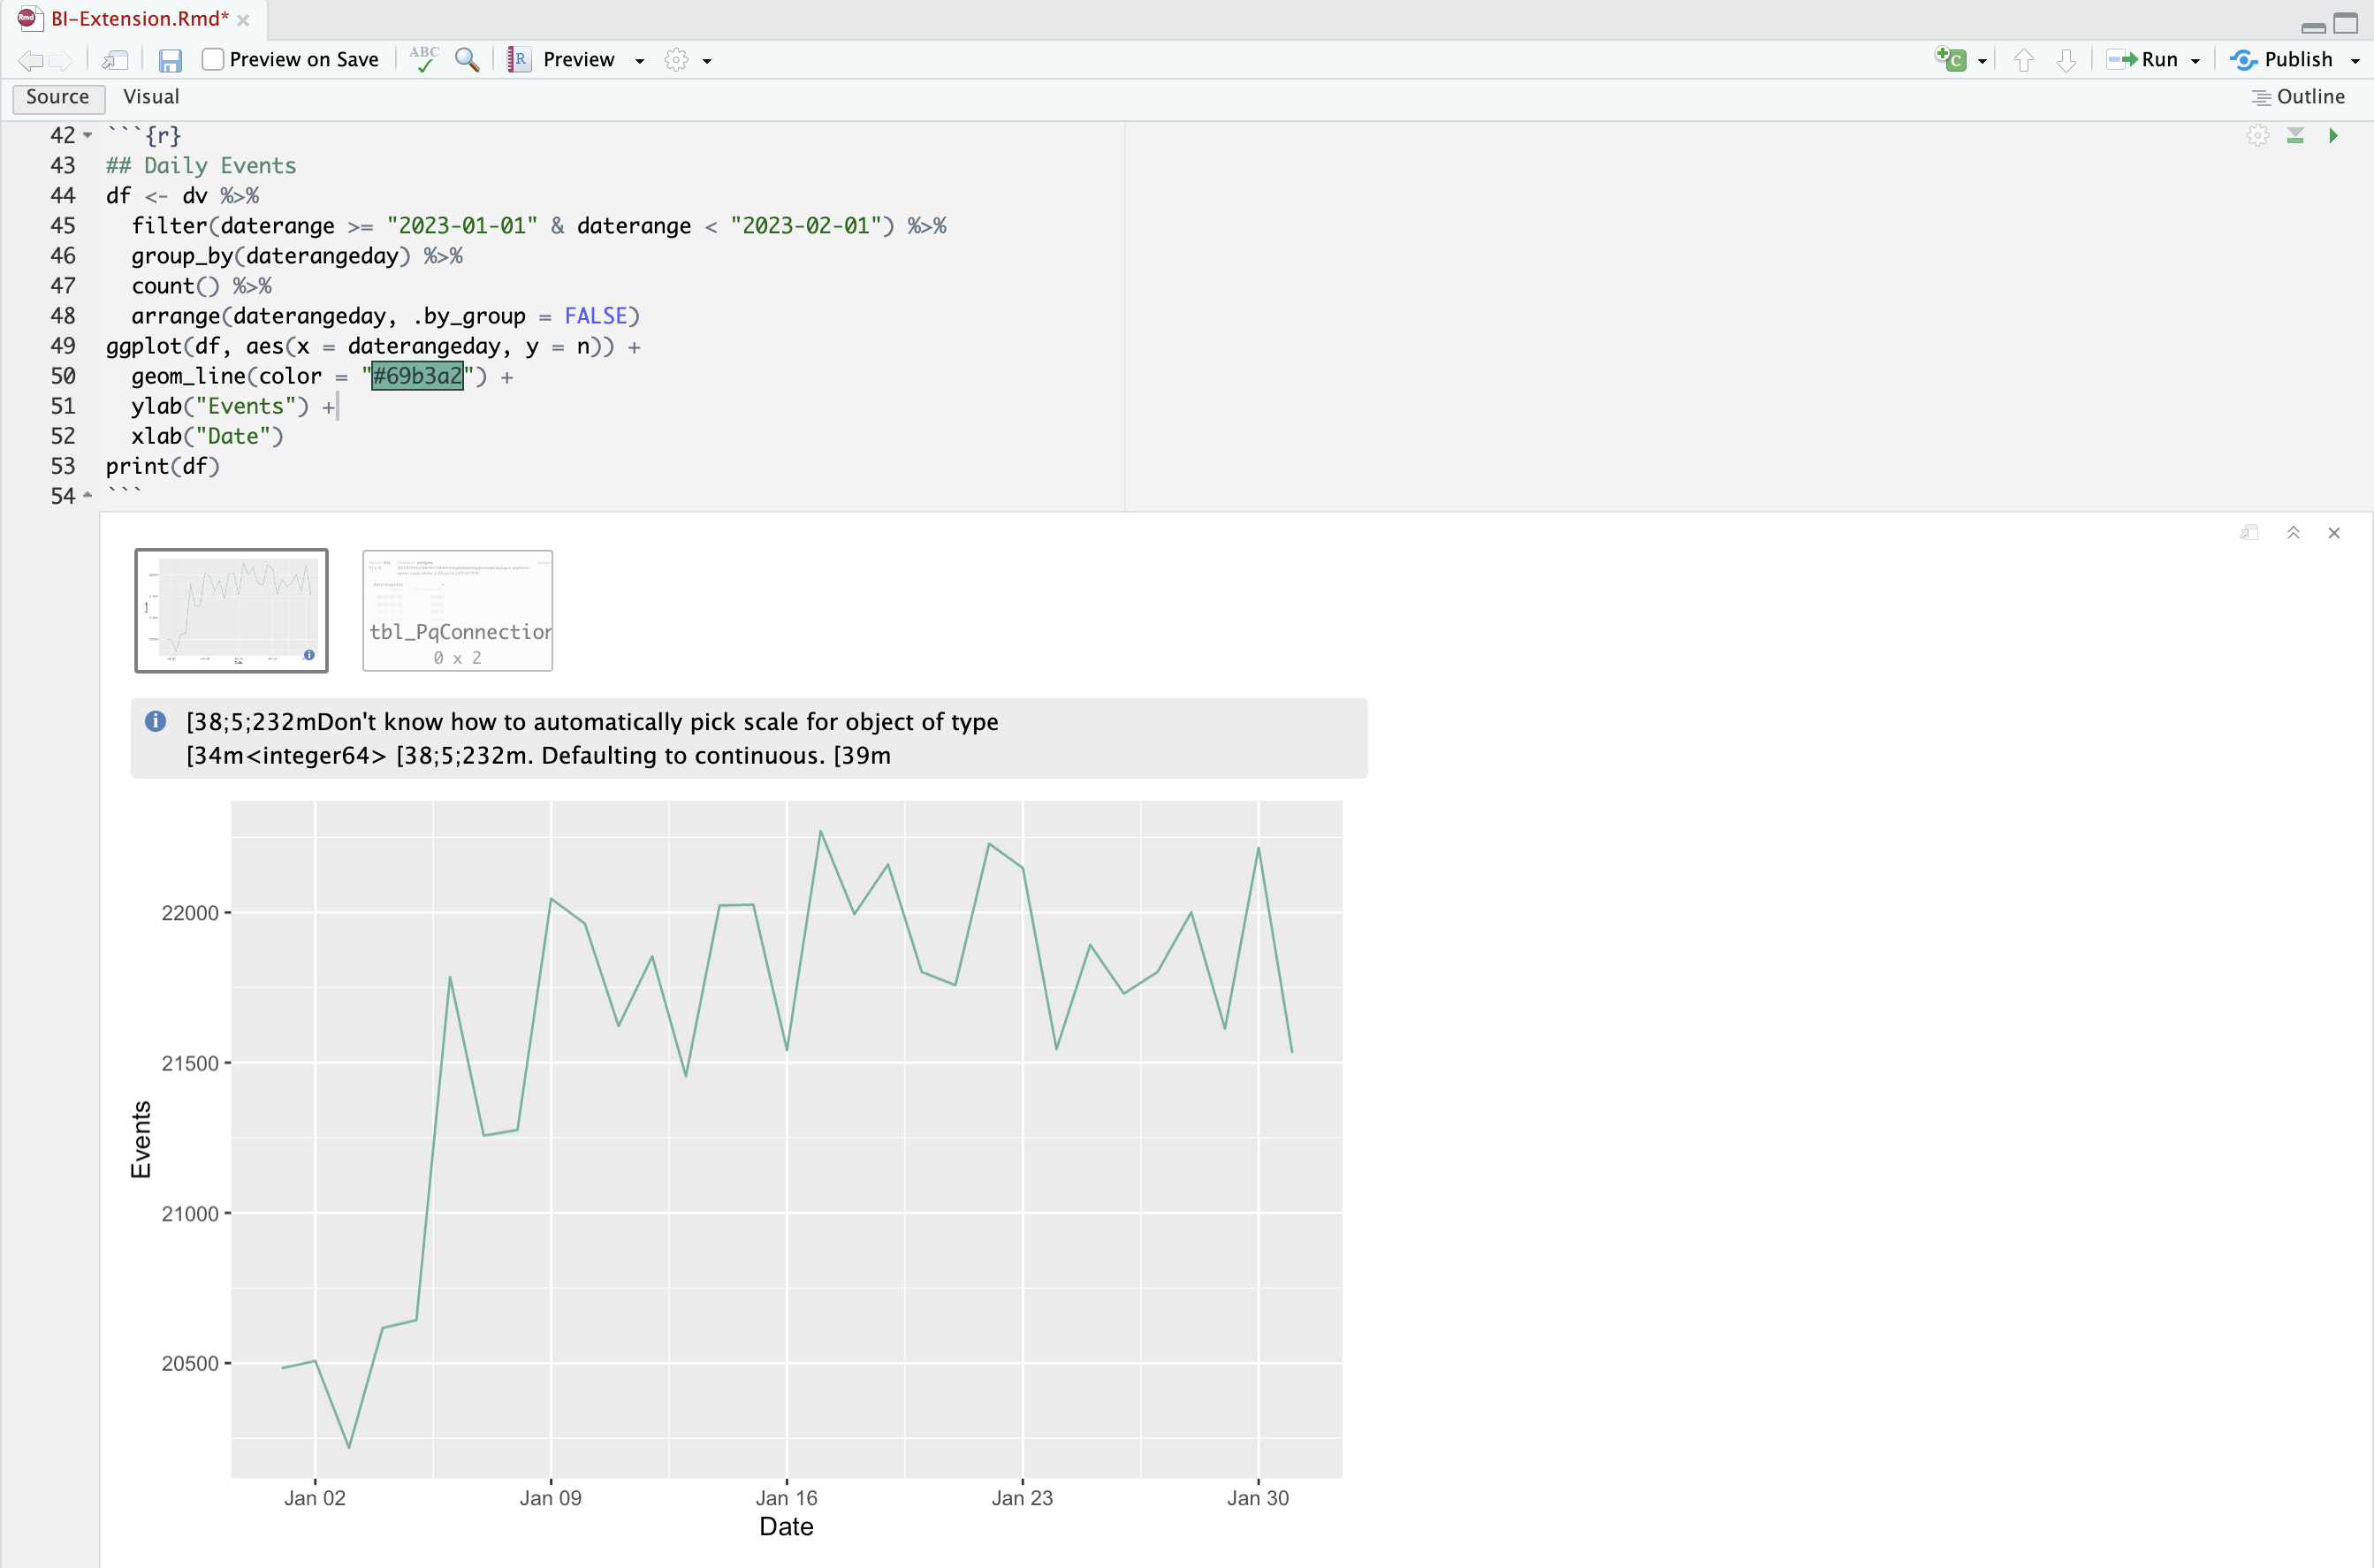 BI-Extension.Rmd*
Preview on Save ABC Preview Run Publish
Source Visual Outline
42 ```{r}
43 ## Daily Events
44 df <- dv %>%
45 filter(daterange >= "2023-01-01" & daterange < "2023-02-01") %>%
46 group_by(daterangeday) %>%
47 count() %>%
48 arrange(daterangeday, .by_group = FALSE)
49 ggplot(df, aes(x = daterangeday, y = n)) +
50 geom_line(color = "#69b3a2") +
51 ylab("Events") +
52 xlab("Date")
53 print(df)
54 ```
tbl_PqConnection
0 x 2
[38;5;232mDon't know how to automatically pick scale for object of type
[34m<integer64> [38;5;232m. Defaulting to continuous. [39m
22000
21500
21000
20500
Events
Jan 02 Jan 09 Jan 16 Jan 23 Jan 30
Date